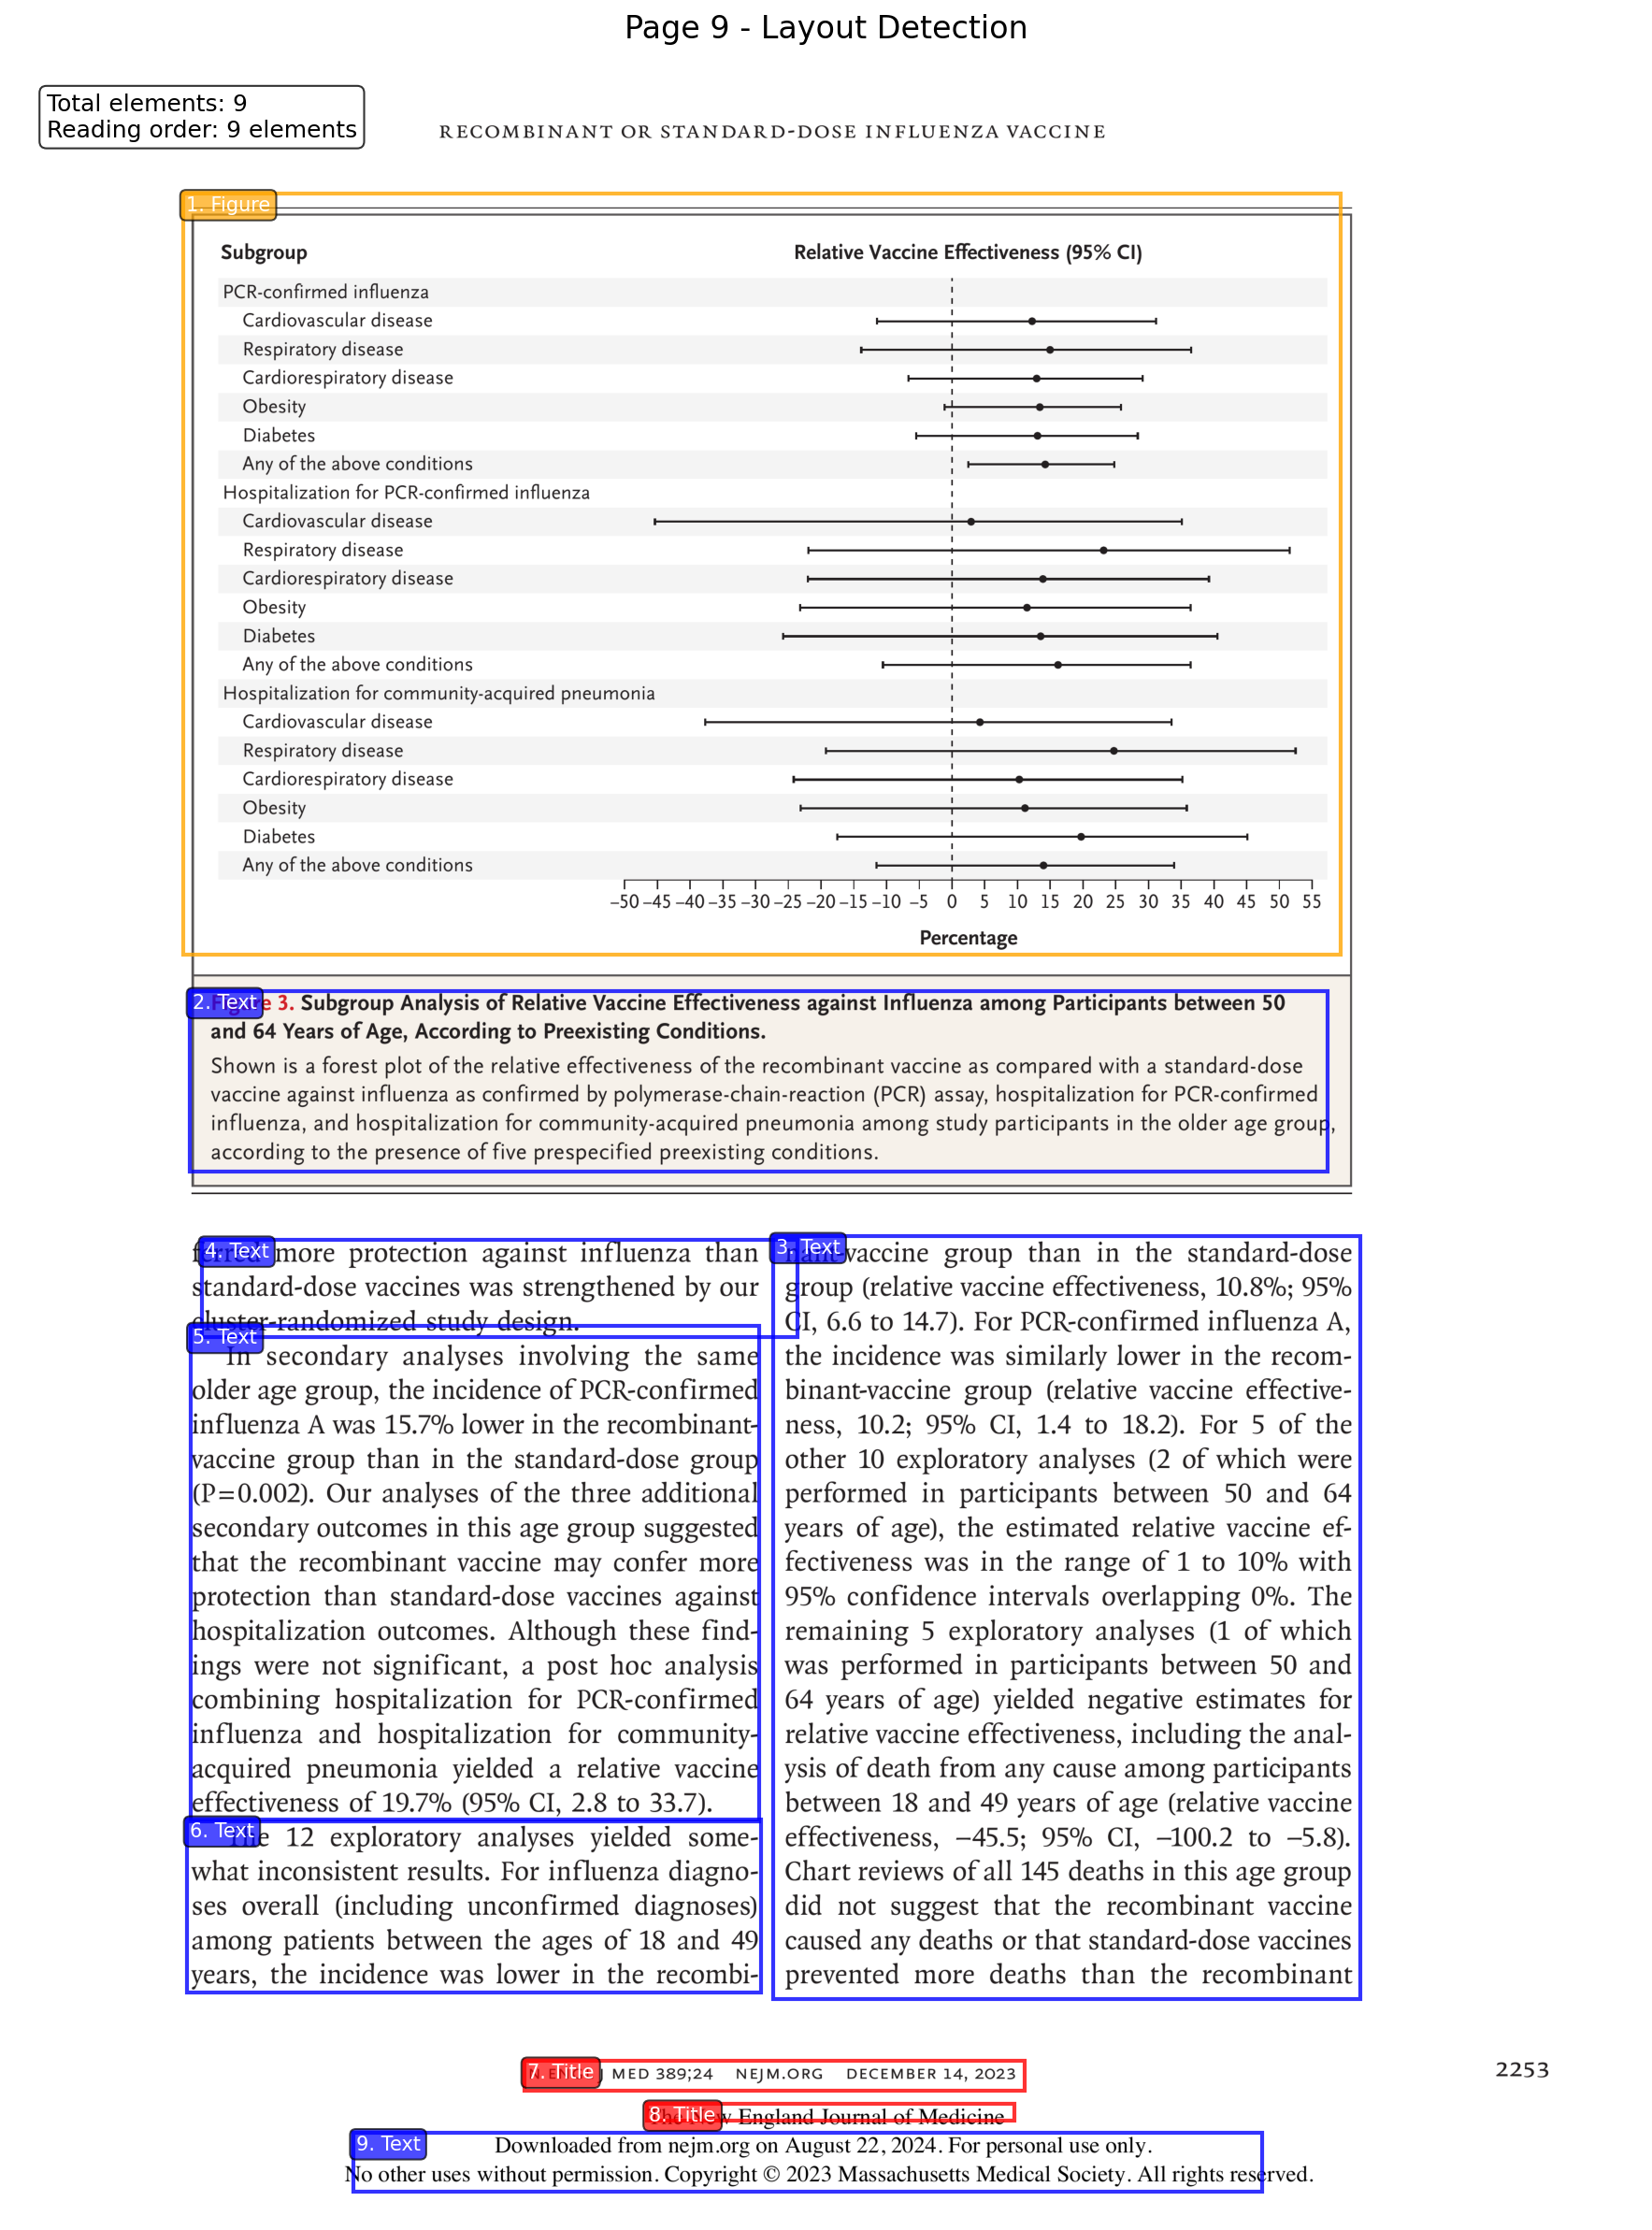 Page 9 - Layout Detection
Total elements: 9
Reading order: 9 elements
RECOMBINANT OR STANDARD-DOSE INFLUENZA VACCINE
1. Figure
Subgroup
Relative Vaccine Effectiveness (95% CI)
PCR-confirmed influenza
Cardiovascular disease
Respiratory disease
Cardiorespiratory disease
Obesity
Diabetes
Any of the above conditions
Hospitalization for PCR-confirmed influenza
Cardiovascular disease
Respiratory disease
Cardiorespiratory disease
Obesity
Diabetes
Any of the above conditions
Hospitalization for community-acquired pneumonia
Cardiovascular disease
Respiratory disease
Cardiorespiratory disease
Obesity
Diabetes
Any of the above conditions
–50 –45 –40 –35 –30 –25 –20 –15 –10 –5 0 5 10 15 20 25 30 35 40 45 50 55
Percentage
2. Text
3. Subgroup Analysis of Relative Vaccine Effectiveness against Influenza among Participants between 50
and 64 Years of Age, According to Preexisting Conditions.
Shown is a forest plot of the relative effectiveness of the recombinant vaccine as compared with a standard-dose
vaccine against influenza as confirmed by polymerase-chain-reaction (PCR) assay, hospitalization for PCR-confirmed
influenza, and hospitalization for community-acquired pneumonia among study participants in the older age group,
according to the presence of five prespecified preexisting conditions.
4. Text
ferred more protection against influenza than
standard-dose vaccines was strengthened by our
cluster-randomized study design.
5. Text
In secondary analyses involving the same
older age group, the incidence of PCR-confirmed
influenza A was 15.7% lower in the recombinant-
vaccine group than in the standard-dose group
(P=0.002). Our analyses of the three additional
secondary outcomes in this age group suggested
that the recombinant vaccine may confer more
protection than standard-dose vaccines against
hospitalization outcomes. Although these find-
ings were not significant, a post hoc analysis
combining hospitalization for PCR-confirmed
influenza and hospitalization for community-
acquired pneumonia yielded a relative vaccine
effectiveness of 19.7% (95% CI, 2.8 to 33.7).
6. Text
The 12 exploratory analyses yielded some-
what inconsistent results. For influenza diagno-
ses overall (including unconfirmed diagnoses)
among patients between the ages of 18 and 49
years, the incidence was lower in the recombi-
3. Text
nant-vaccine group than in the standard-dose
group (relative vaccine effectiveness, 10.8%; 95%
CI, 6.6 to 14.7). For PCR-confirmed influenza A,
the incidence was similarly lower in the recom-
binant-vaccine group (relative vaccine effective-
ness, 10.2; 95% CI, 1.4 to 18.2). For 5 of the
other 10 exploratory analyses (2 of which were
performed in participants between 50 and 64
years of age), the estimated relative vaccine ef-
fectiveness was in the range of 1 to 10% with
95% confidence intervals overlapping 0%. The
remaining 5 exploratory analyses (1 of which
was performed in participants between 50 and
64 years of age) yielded negative estimates for
relative vaccine effectiveness, including the anal-
ysis of death from any cause among participants
between 18 and 49 years of age (relative vaccine
effectiveness, –45.5; 95% CI, –100.2 to –5.8).
Chart reviews of all 145 deaths in this age group
did not suggest that the recombinant vaccine
caused any deaths or that standard-dose vaccines
prevented more deaths than the recombinant
7. Title
J MED 389;24 NEJM.ORG DECEMBER 14, 2023
2253
8. Title
England Journal of Medicine
9. Text
Downloaded from nejm.org on August 22, 2024. For personal use only.
No other uses without permission. Copyright © 2023 Massachusetts Medical Society. All rights reserved.